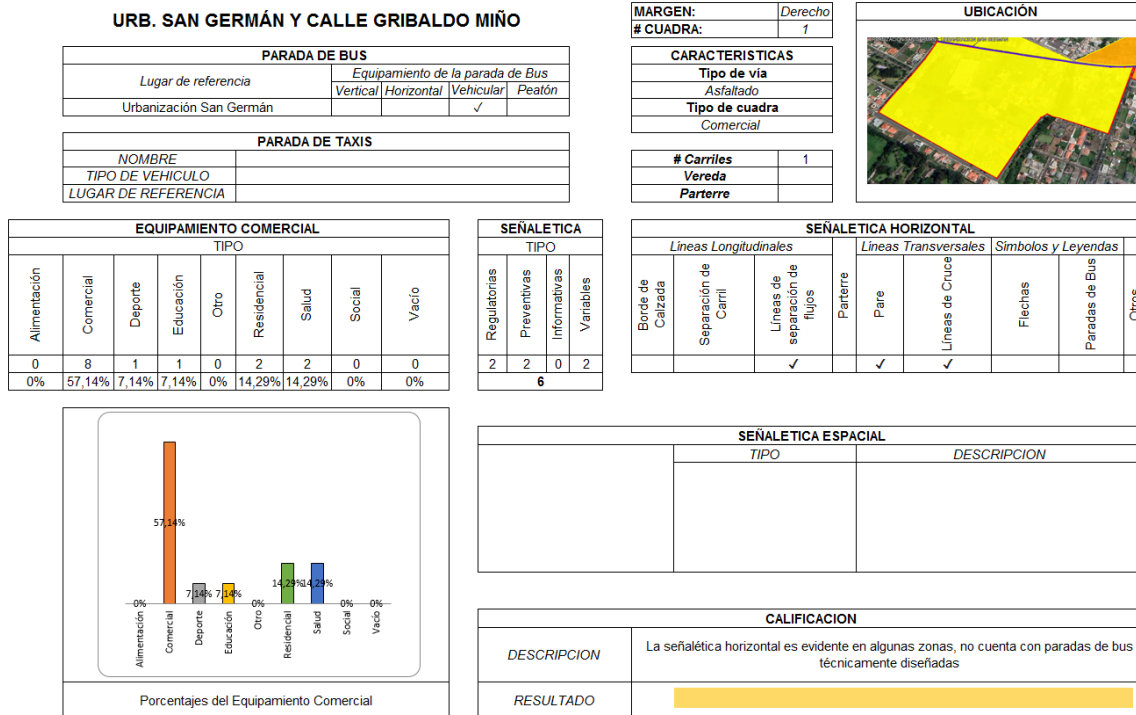 URB. SAN GERMÁN Y CALLE GRIBALDO MIÑO
MARGEN: Derecho
# CUADRA: 1
UBICACIÓN
PARADA DE BUS
Lugar de referencia
Equipamiento de la parada de Bus
Vertical Horizontal Vehicular Peatón
Urbanización San Germán ✓
CARACTERISTICAS
Tipo de vía
Asfaltado
Tipo de cuadra
Comercial
PARADA DE TAXIS
NOMBRE
TIPO DE VEHICULO
LUGAR DE REFERENCIA
# Carriles 1
Vereda
Parterre
EQUIPAMIENTO COMERCIAL
TIPO
Alimentación Comercial Deporte Educación Otro Residencial Salud Social Vacío
0 8 1 1 0 2 2 0 0
0% 57,14% 7,14% 7,14% 0% 14,29% 14,29% 0% 0%
SEÑALETICA
TIPO
Regulatorias Preventivas Informativas Variables
2 2 0 2
6
SEÑALETICA HORIZONTAL
Lineas Longitudinales Lineas Transversales Simbolos y Leyendas
Borde de Calzada
Separación de Carril
Líneas de separación de flujos
Parterre
Pare
Líneas de Cruce
Flechas
Paradas de Bus
Otros
✓ ✓ ✓
57,14%
7,14% 7,14%
14,29% 14,29%
0% 0% 0% 0%
Alimentación Comercial Deporte Educación Otro Residencial Salud Social Vacío
Porcentajes del Equipamiento Comercial
SEÑALETICA ESPACIAL
TIPO DESCRIPCION
CALIFICACION
DESCRIPCION
La señalética horizontal es evidente en algunas zonas, no cuenta con paradas de bus
técnicamente diseñadas
RESULTADO